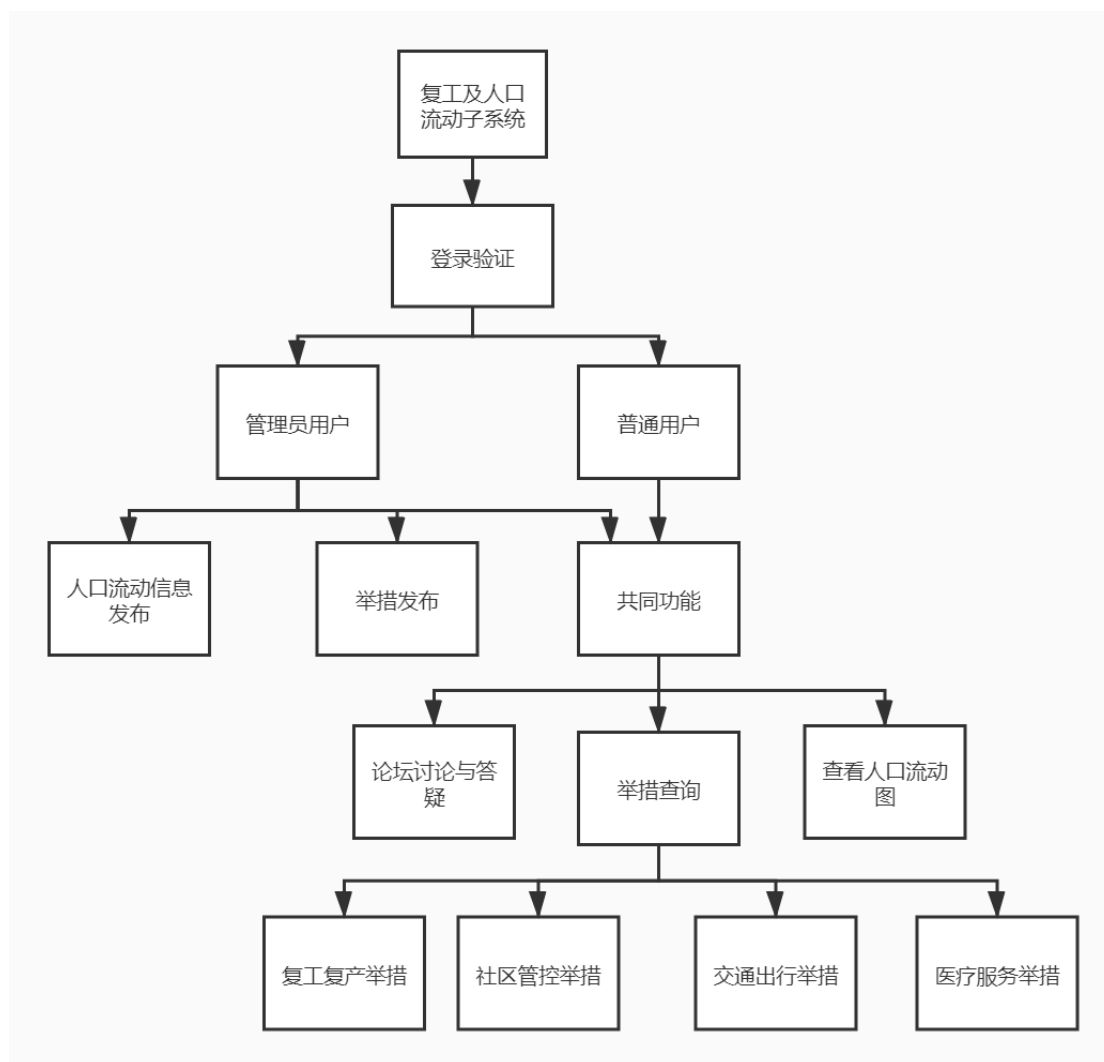 复工及人口
流动子系统
登录验证
管理员用户
普通用户
人口流动信息
发布
举措发布
共同功能
论坛讨论与答
疑
举措查询
查看人口流动
图
复工复产举措
社区管控举措
交通出行举措
医疗服务举措